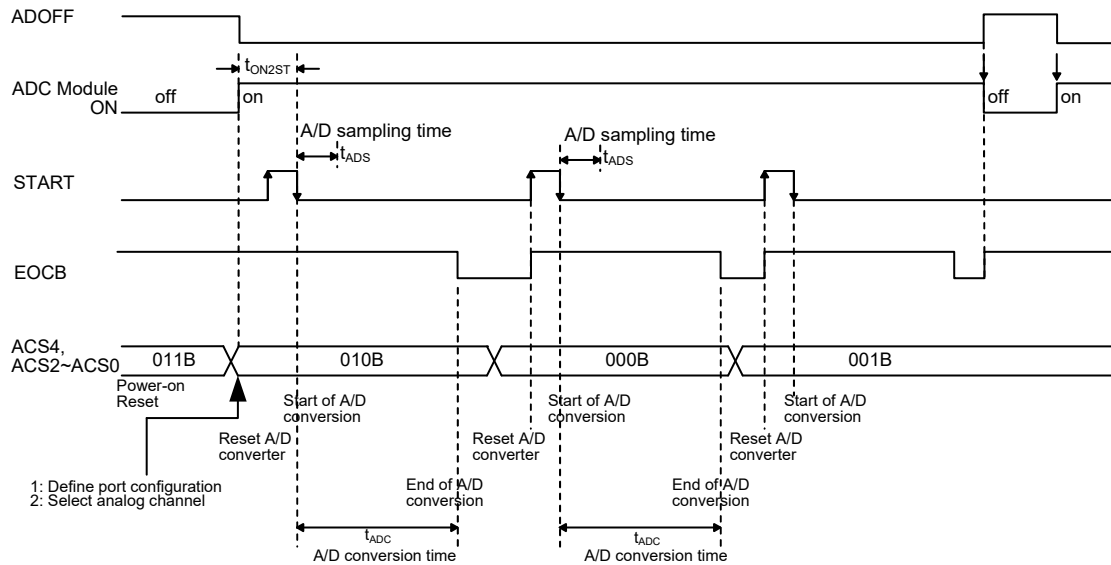 ADOFF
tON2ST
ADC Module
ON
off
on
off
on
A/D sampling time
tADS
A/D sampling time
tADS
START
EOCB
ACS4,
ACS2~ACS0
011B
010B
000B
001B
Power-on
Reset
Start of A/D
conversion
Start of A/D
conversion
Start of A/D
conversion
Reset A/D
converter
Reset A/D
converter
Reset A/D
converter
1: Define port configuration
2: Select analog channel
End of A/D
conversion
End of A/D
conversion
tADC
A/D conversion time
tADC
A/D conversion time